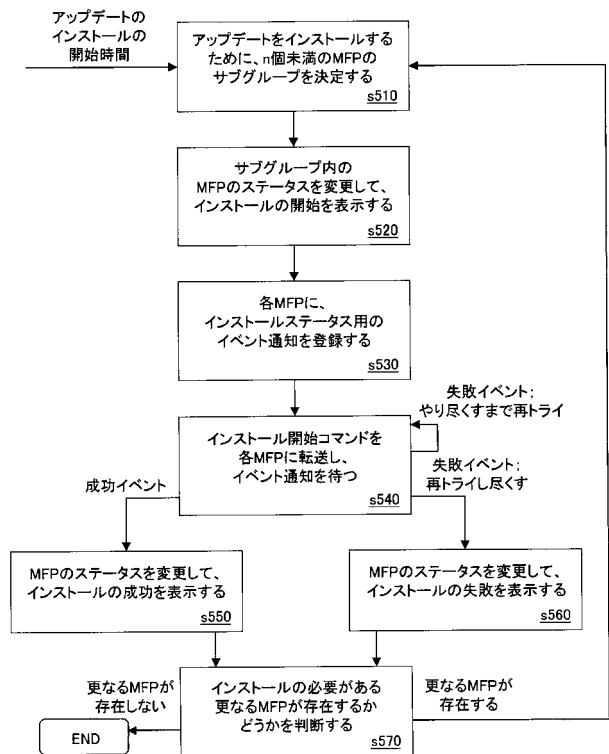 アップデートの
インストールの
開始時間
アップデートをインストールする
ために、n個未満のMFPの
サブグループを決定する
s510
サブグループ内の
MFPのステータスを変更して、
インストールの開始を表示する
s520
各MFPに、
インストールステータス用の
イベント通知を登録する
s530
失敗イベント;
やり尽くすまで再トライ
インストール開始コマンドを
各MFPに転送し、
イベント通知を待つ
s540
成功イベント
失敗イベント;
再トライし尽くす
MFPのステータスを変更して、
インストールの成功を表示する
s550
MFPのステータスを変更して、
インストールの失敗を表示する
s560
更なるMFPが
存在しない
インストールの必要がある
更なるMFPが存在するか
どうかを判断する
s570
更なるMFPが
存在する
END